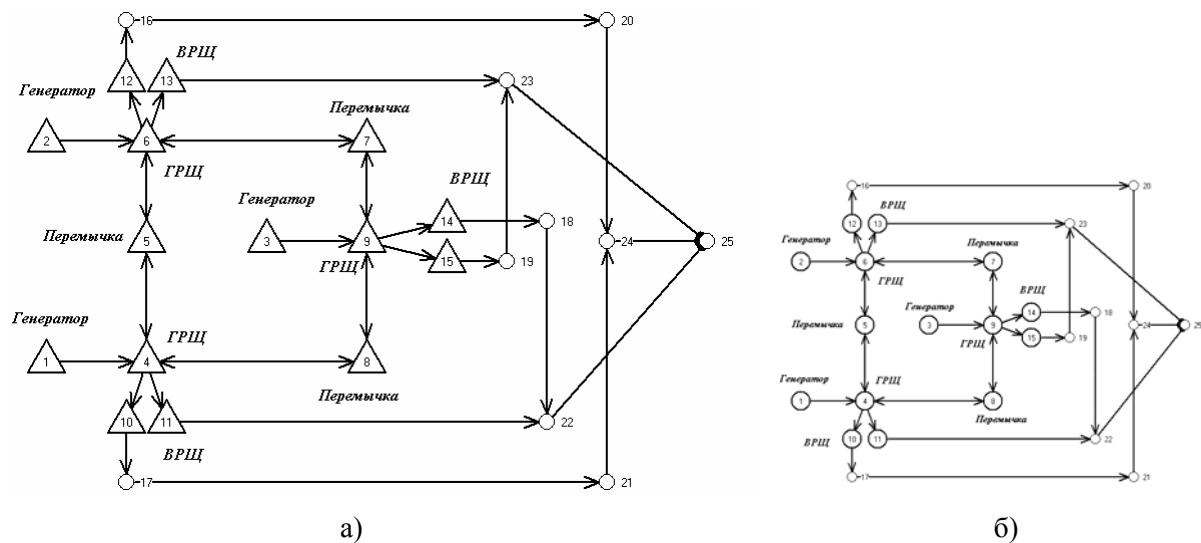 16
20
ВРЩ
12
13
23
Генератор
Перемычка
2
6
7
ГРЩ
ВРЩ
Генератор
14
18
Перемычка
5
3
9
24
25
ГРЩ
15
19
Генератор
ГРЩ
1
4
8
Перемычка
10
11
22
ВРЩ
17
21
а)
16
20
ВРЩ
12
13
23
Генератор
Перемычка
2
6
7
ГРЩ
ВРЩ
Генератор
14
18
Перемычка
5
3
9
24
25
ГРЩ
15
19
Генератор
ГРЩ
1
4
8
Перемычка
ВРЩ
10
11
22
17
21
б)